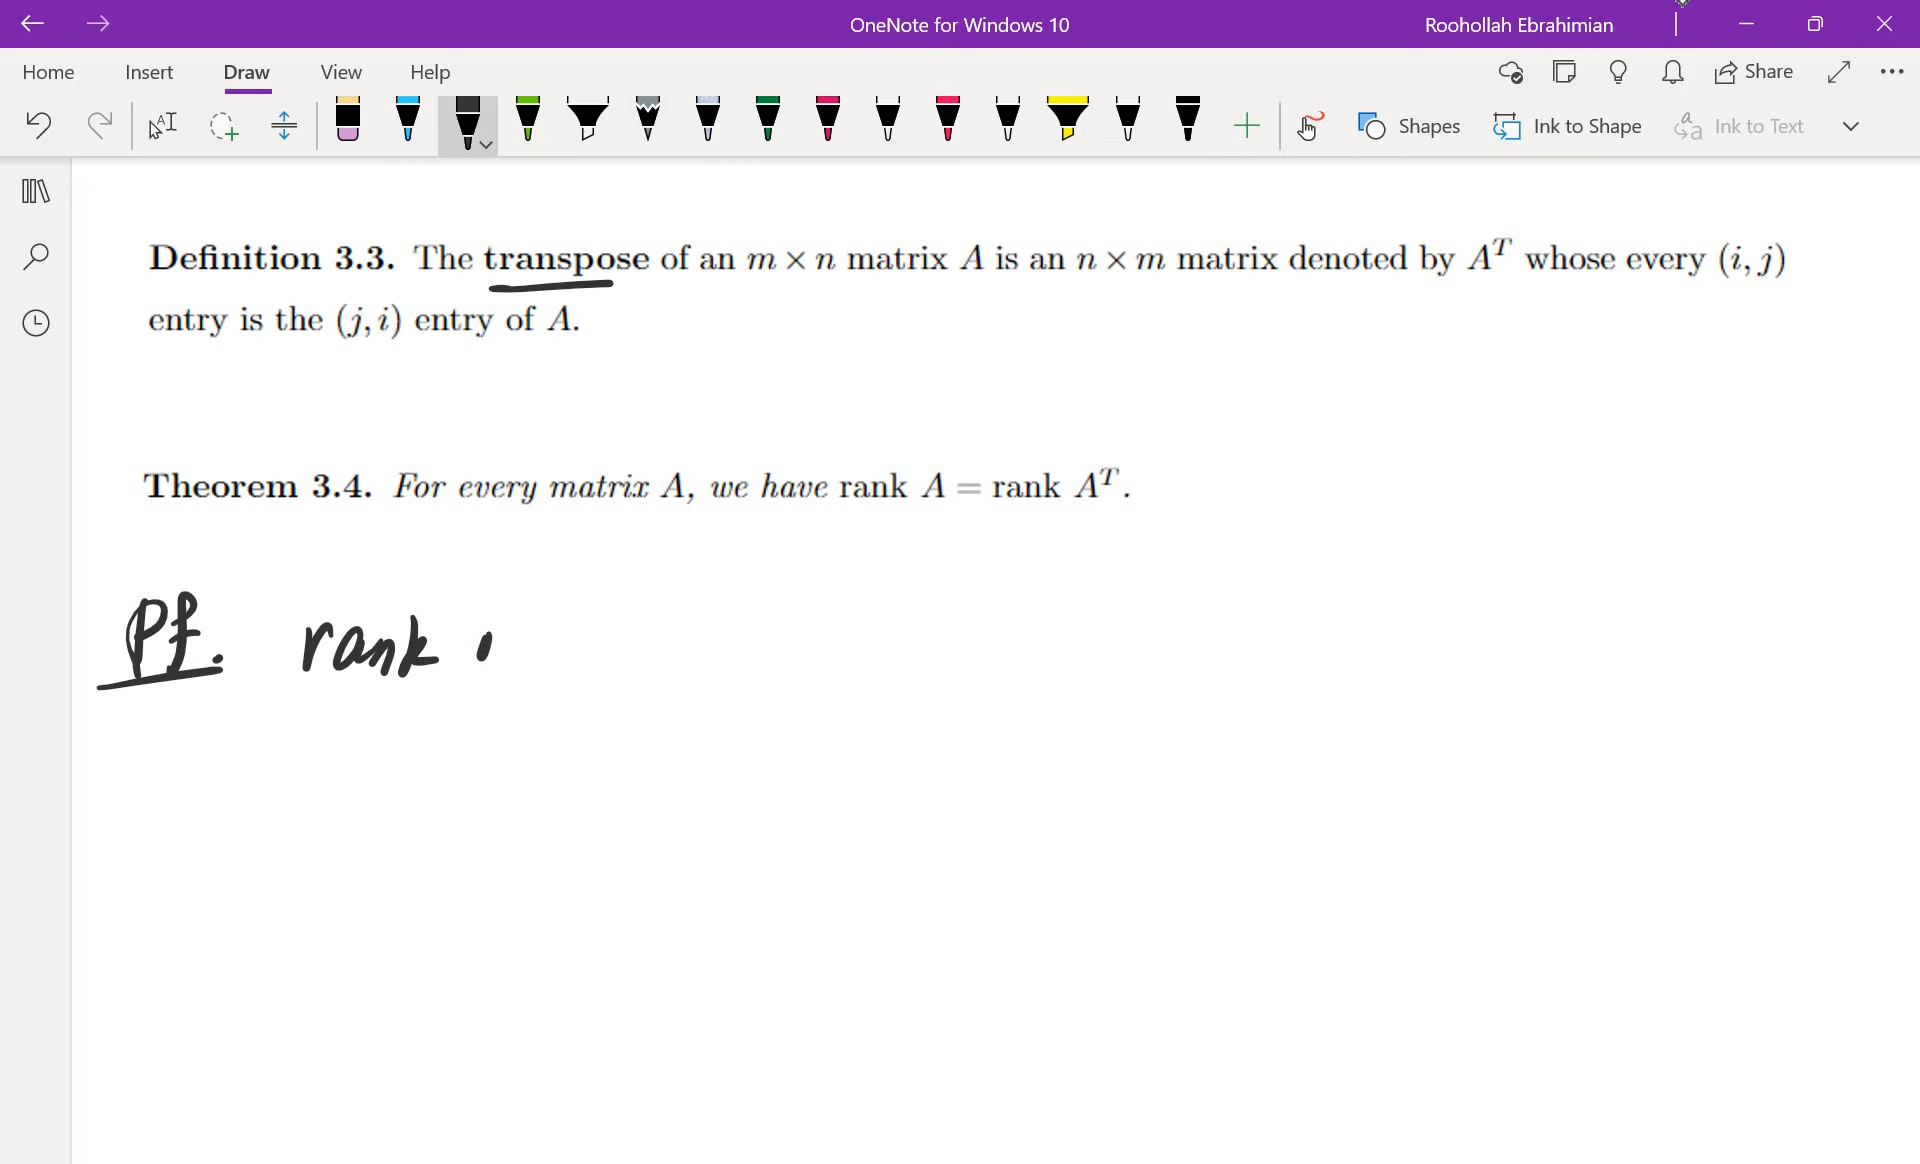 OneNote for Windows 10
Roohollah Ebrahimian
Home Insert Draw View Help
Share
Shapes
Ink to Shape
Ink to Text
Definition 3.3. The transpose of an m × n matrix A is an n × m matrix denoted by Aᵀ whose every (i, j)
entry is the (j, i) entry of A.
Theorem 3.4. For every matrix A, we have rank A = rank Aᵀ.
Pf. rank